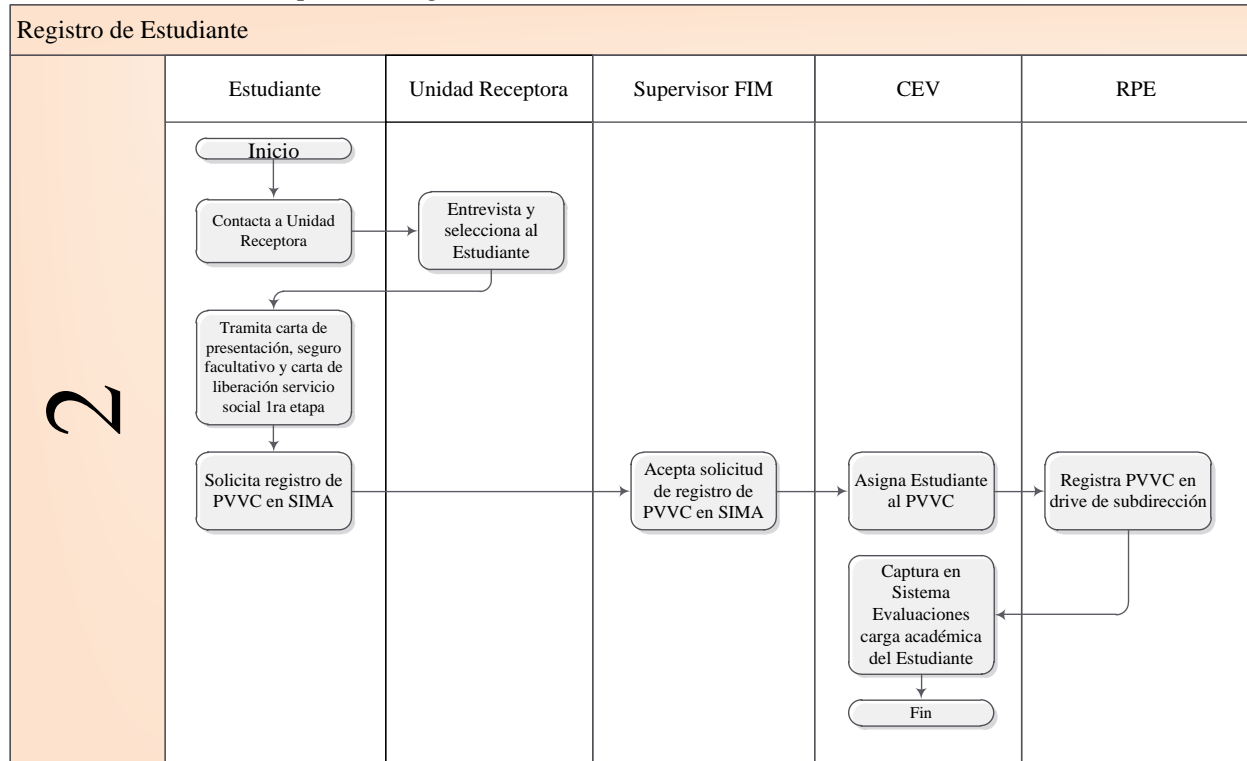 Registro de Estudiante
Estudiante
Unidad Receptora
Supervisor FIM
CEV
RPE
2
Inicio
Contacta a Unidad
Receptora
Entrevista y
selecciona al
Estudiante
Tramita carta de
presentación, seguro
facultativo y carta de
liberación servicio
social 1ra etapa
Solicita registro de
PVVC en SIMA
Acepta solicitud
de registro de
PVVC en SIMA
Asigna Estudiante
al PVVC
Registra PVVC en
drive de subdirección
Captura en
Sistema
Evaluaciones
carga académica
del Estudiante
Fin